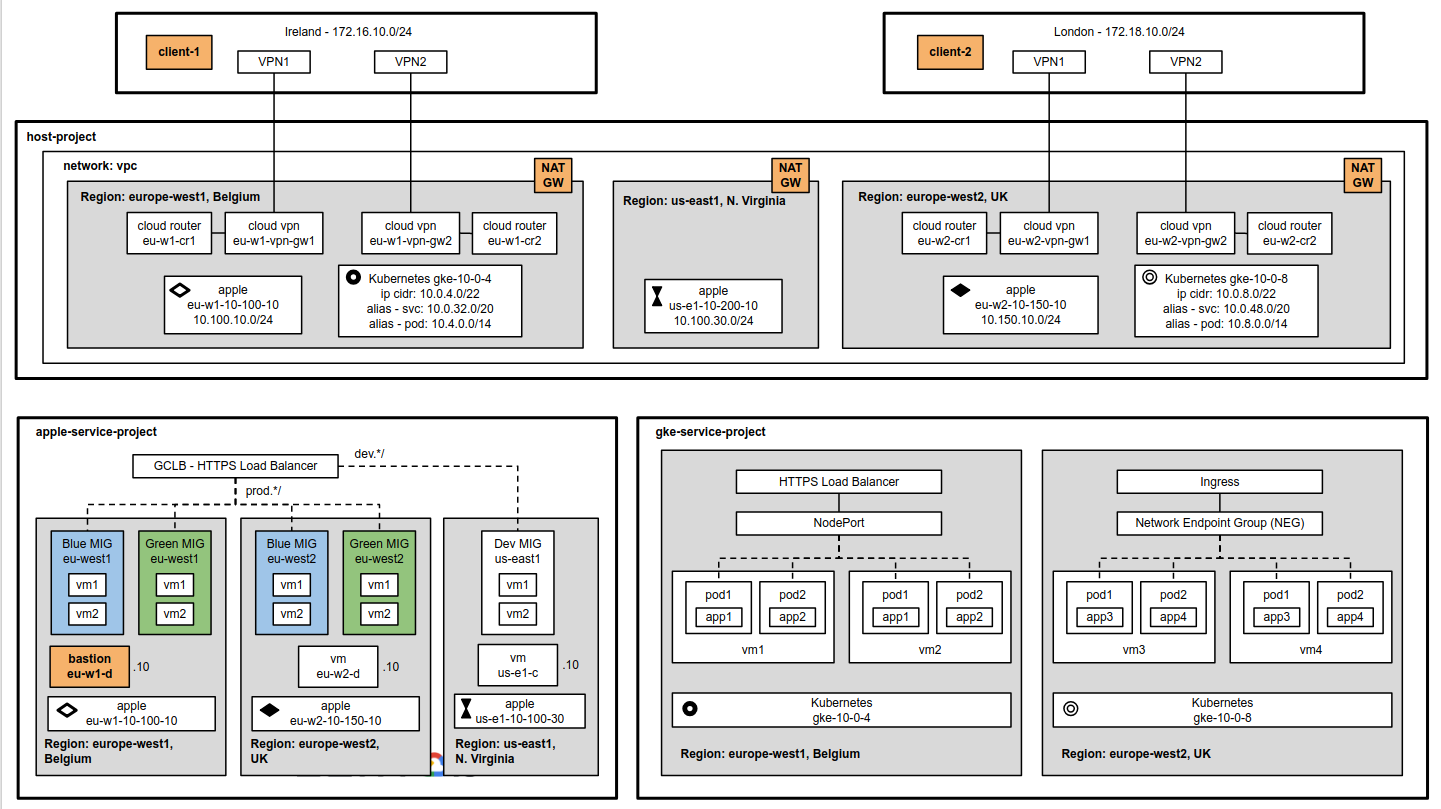 Ireland - 172.16.10.0/24
client-1
VPN1
VPN2
London - 172.18.10.0/24
client-2
VPN1
VPN2
host-project
network: vpc
NAT
GW
Region: europe-west1, Belgium
cloud router
eu-w1-cr1
cloud vpn
eu-w1-vpn-gw1
cloud vpn
eu-w1-vpn-gw2
cloud router
eu-w1-cr2
apple
eu-w1-10-100-10
10.100.10.0/24
Kubernetes gke-10-0-4
ip cidr: 10.0.4.0/22
alias - svc: 10.0.32.0/20
alias - pod: 10.4.0.0/14
NAT
GW
Region: us-east1, N. Virginia
apple
us-e1-10-200-10
10.100.30.0/24
NAT
GW
Region: europe-west2, UK
cloud router
eu-w2-cr1
cloud vpn
eu-w2-vpn-gw1
cloud vpn
eu-w2-vpn-gw2
cloud router
eu-w2-cr2
apple
eu-w2-10-150-10
10.150.10.0/24
Kubernetes gke-10-0-8
ip cidr: 10.0.8.0/22
alias - svc: 10.0.48.0/20
alias - pod: 10.8.0.0/14
apple-service-project
GCLB - HTTPS Load Balancer
dev.*/
prod.*/
Blue MIG
eu-west1
vm1
vm2
Green MIG
eu-west1
vm1
vm2
bastion
eu-w1-d
.10
apple
eu-w1-10-100-10
Region: europe-west1,
Belgium
Blue MIG
eu-west2
vm1
vm2
Green MIG
eu-west2
vm1
vm2
vm
eu-w2-d
.10
apple
eu-w2-10-150-10
Region: europe-west2,
UK
Dev MIG
us-east1
vm1
vm2
vm
us-e1-c
.10
apple
us-e1-10-100-30
Region: us-east1,
N. Virginia
gke-service-project
HTTPS Load Balancer
NodePort
pod1
app1
pod2
app2
vm1
pod1
app1
pod2
app2
vm2
Kubernetes
gke-10-0-4
Region: europe-west1, Belgium
Ingress
Network Endpoint Group (NEG)
pod1
app3
pod2
app4
vm3
pod1
app3
pod2
app4
vm4
Kubernetes
gke-10-0-8
Region: europe-west2, UK